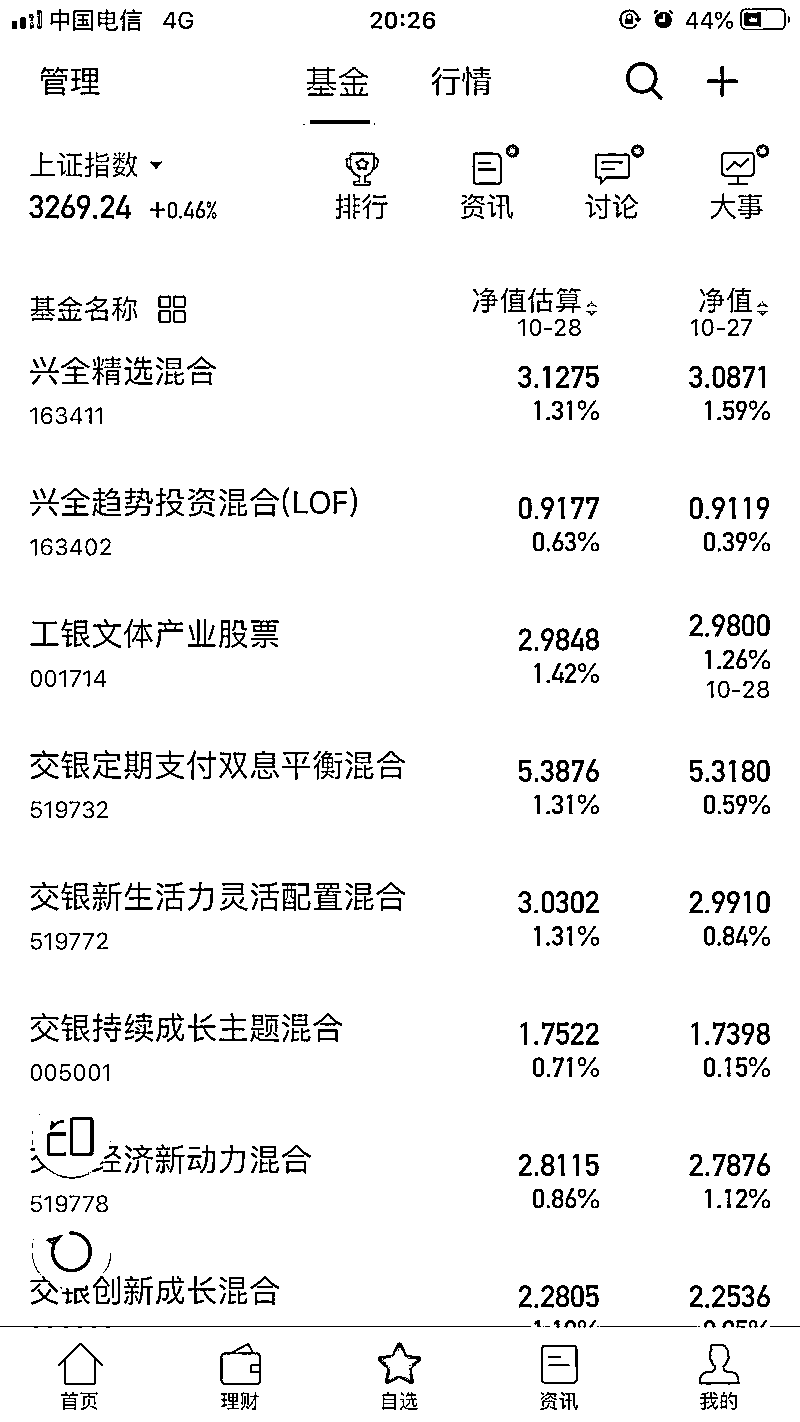 中国电信 4G 20:26 44%
管理 基金 行情
上证指数
3269.24 +0.46%
排行 资讯 讨论 大事
基金名称 净值估算 净值
10-28 10-27
兴全精选混合 3.1275 3.0871
163411 1.31% 1.59%
兴全趋势投资混合(LOF) 0.9177 0.9119
163402 0.63% 0.39%
工银文体产业股票 2.9848 2.9800
001714 1.42% 1.26%
10-28
交银定期支付双息平衡混合 5.3876 5.3180
519732 1.31% 0.59%
交银新生活力灵活配置混合 3.0302 2.9910
519772 1.31% 0.84%
交银持续成长主题混合 1.7522 1.7398
005001 0.71% 0.15%
经济新动力混合 2.8115 2.7876
519778 0.86% 1.12%
交银创新成长混合 2.2805 2.2536
首页 理财 自选 资讯 我的